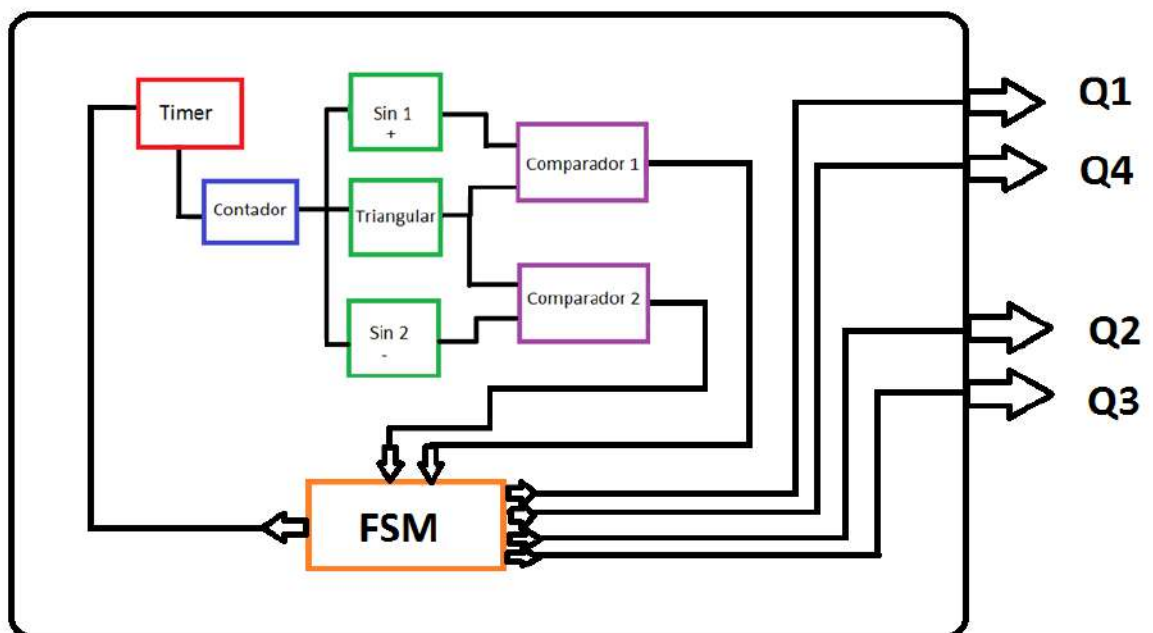 Timer
Contador
Sin 1
+
Triangular
Sin 2
-
Comparador 1
Comparador 2
FSM
Q1
Q4
Q2
Q3